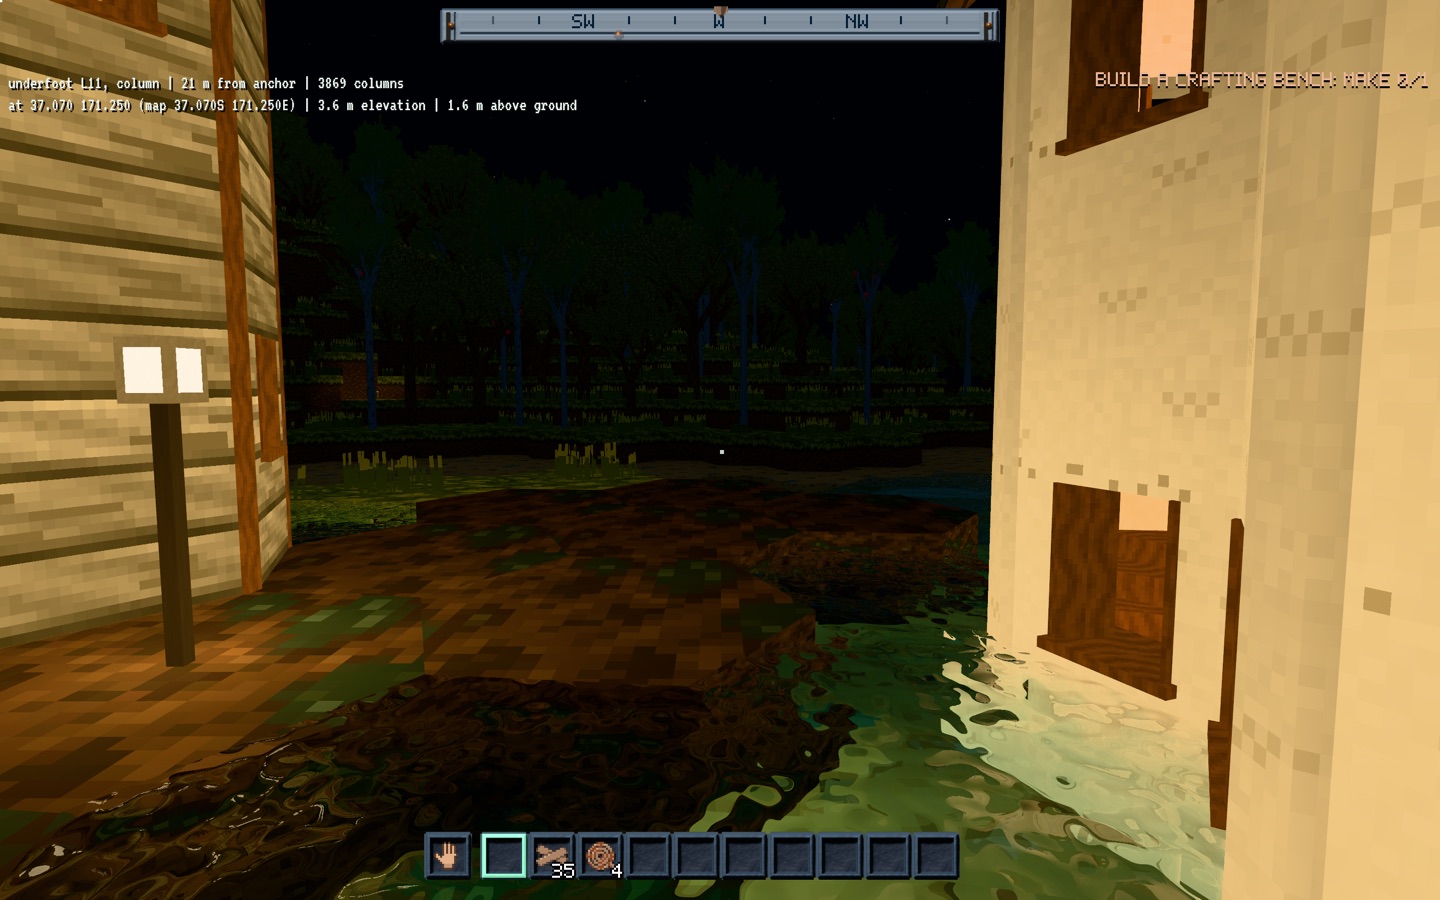 SW W NW
underfoot L11, column | 21 m from anchor | 3869 columns
BUILD A CRAFTING BENCH: MAKE 0/1
at 37.070 171.250 (map 37.070S 171.250E) | 3.6 m elevation | 1.6 m above ground
35 4